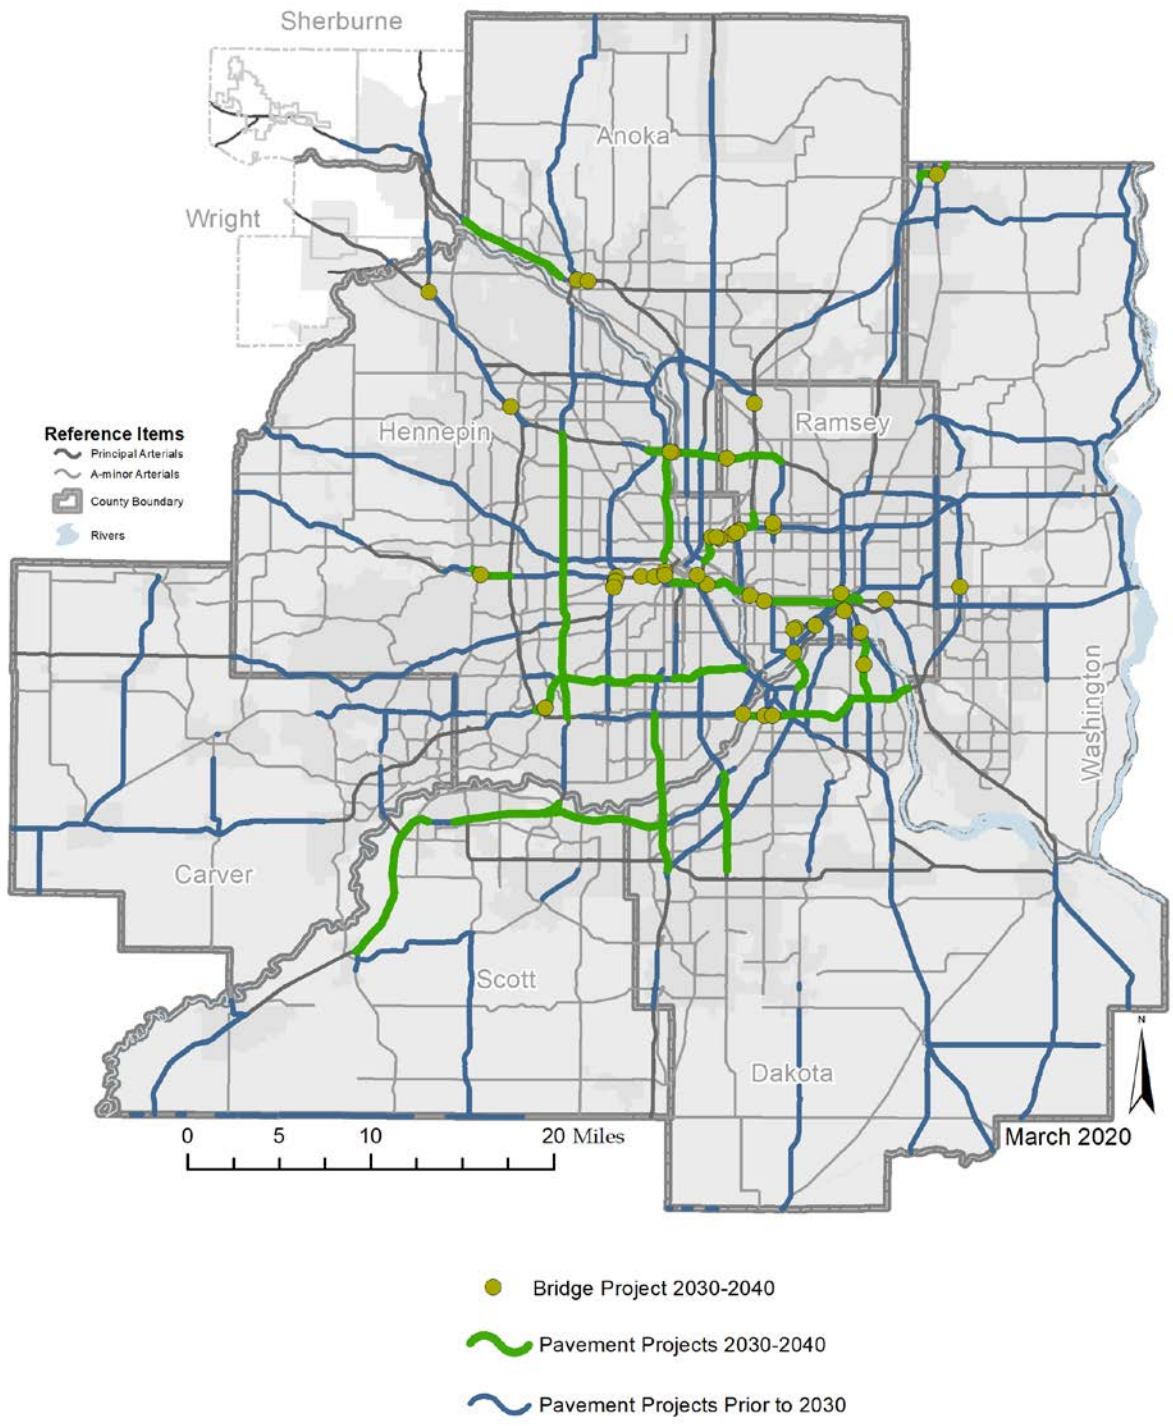 Sherburne
Anoka
Wright
Hennepin
Ramsey
Reference Items
Principal Arterials
A-minor Arterials
County Boundary
Rivers
Washington
Carver
Scott
Dakota
N
March 2020
0 5 10 20 Miles
Bridge Project 2030-2040
Pavement Projects 2030-2040
Pavement Projects Prior to 2030